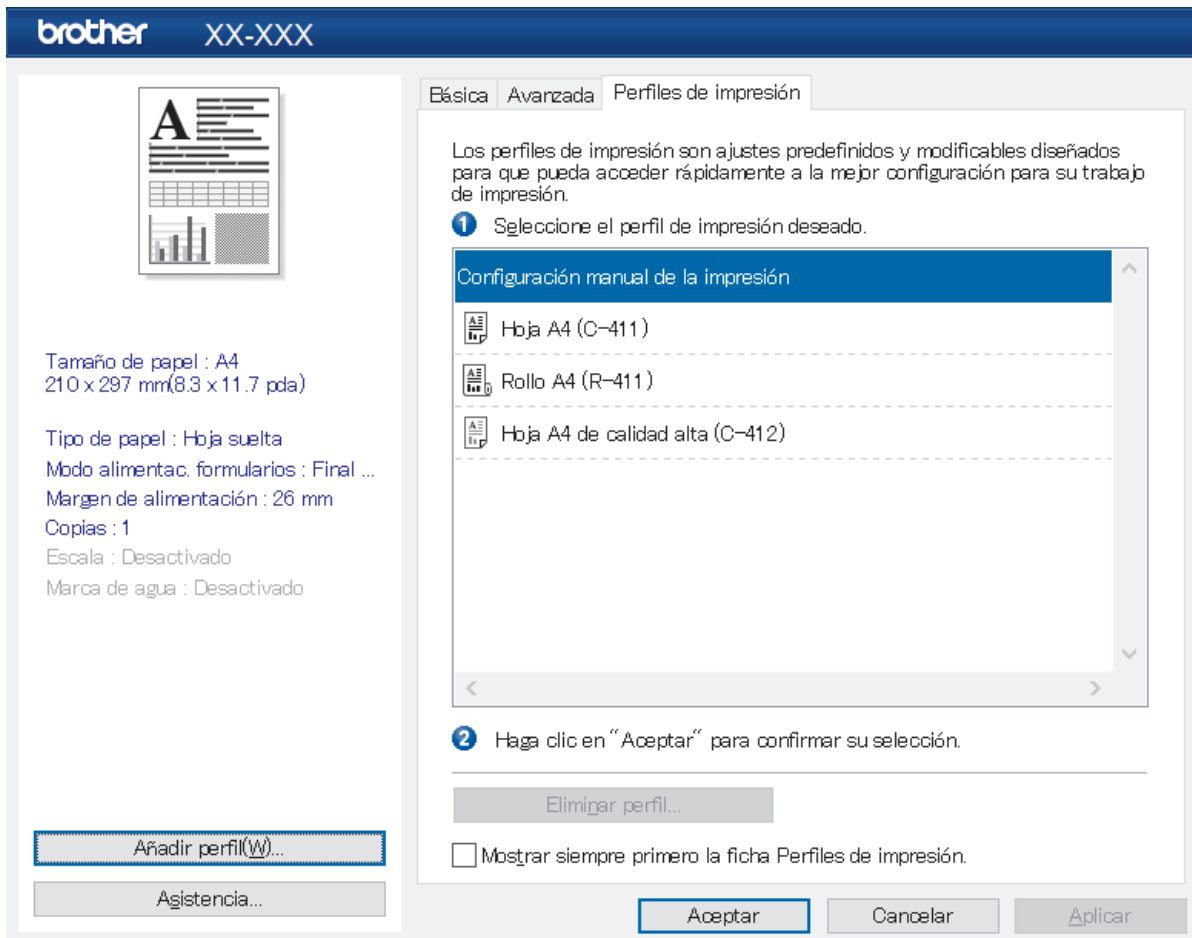 brother XX-XXX
Básica Avanzada Perfiles de impresión
Los perfiles de impresión son ajustes predefinidos y modificables diseñados
para que pueda acceder rápidamente a la mejor configuración para su trabajo
de impresión.
1 Seleccione el perfil de impresión deseado.
Configuración manual de la impresión
Hoja A4 (C-411)
Rollo A4 (R-411)
Hoja A4 de calidad alta (C-412)
2 Haga clic en "Aceptar" para confirmar su selección.
Eliminar perfil...
Mostrar siempre primero la ficha Perfiles de impresión.
A
Tamaño de papel : A4
210 x 297 mm(8.3 x 11.7 pda)
Tipo de papel : Hoja suelta
Modo alimentac. formularios : Final ...
Margen de alimentación : 26 mm
Copias : 1
Escala : Desactivado
Marca de agua : Desactivado
Añadir perfil(W)...
Asistencia...
Aceptar Cancelar Aplicar